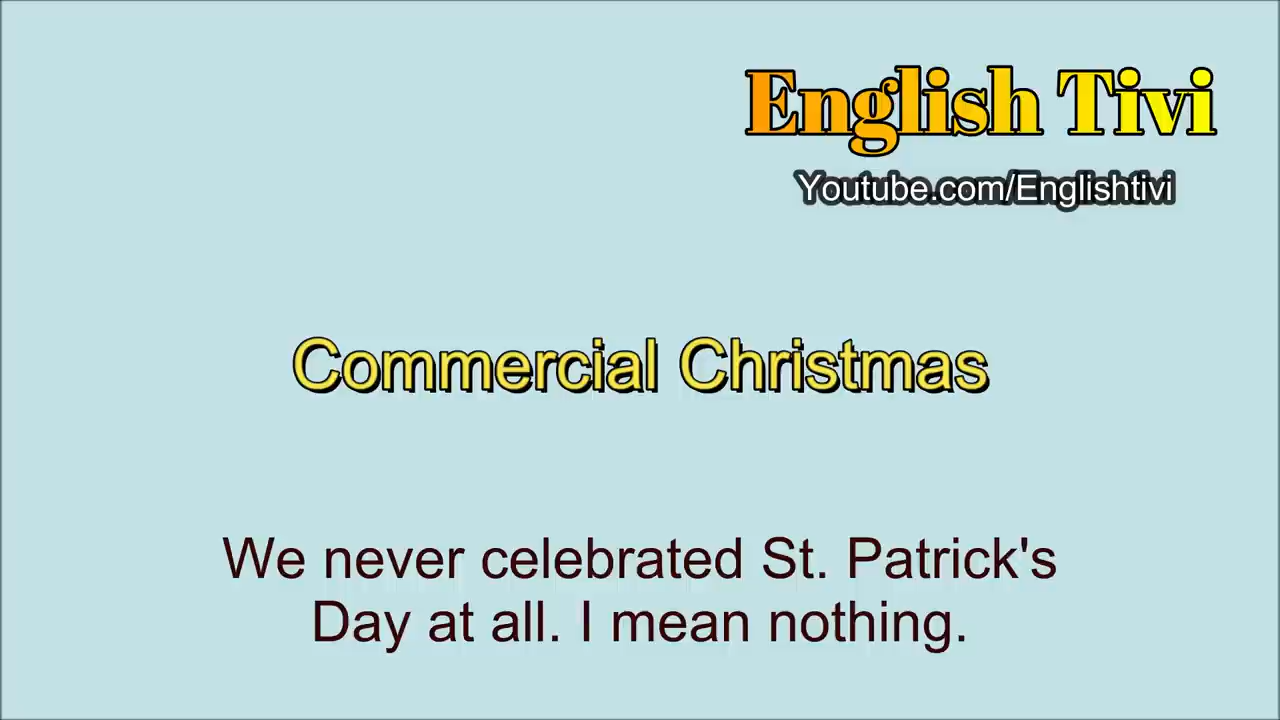 English Tivi
Youtube.com/Englishtivi
Commercial Christmas
We never celebrated St. Patrick's
Day at all. I mean nothing.